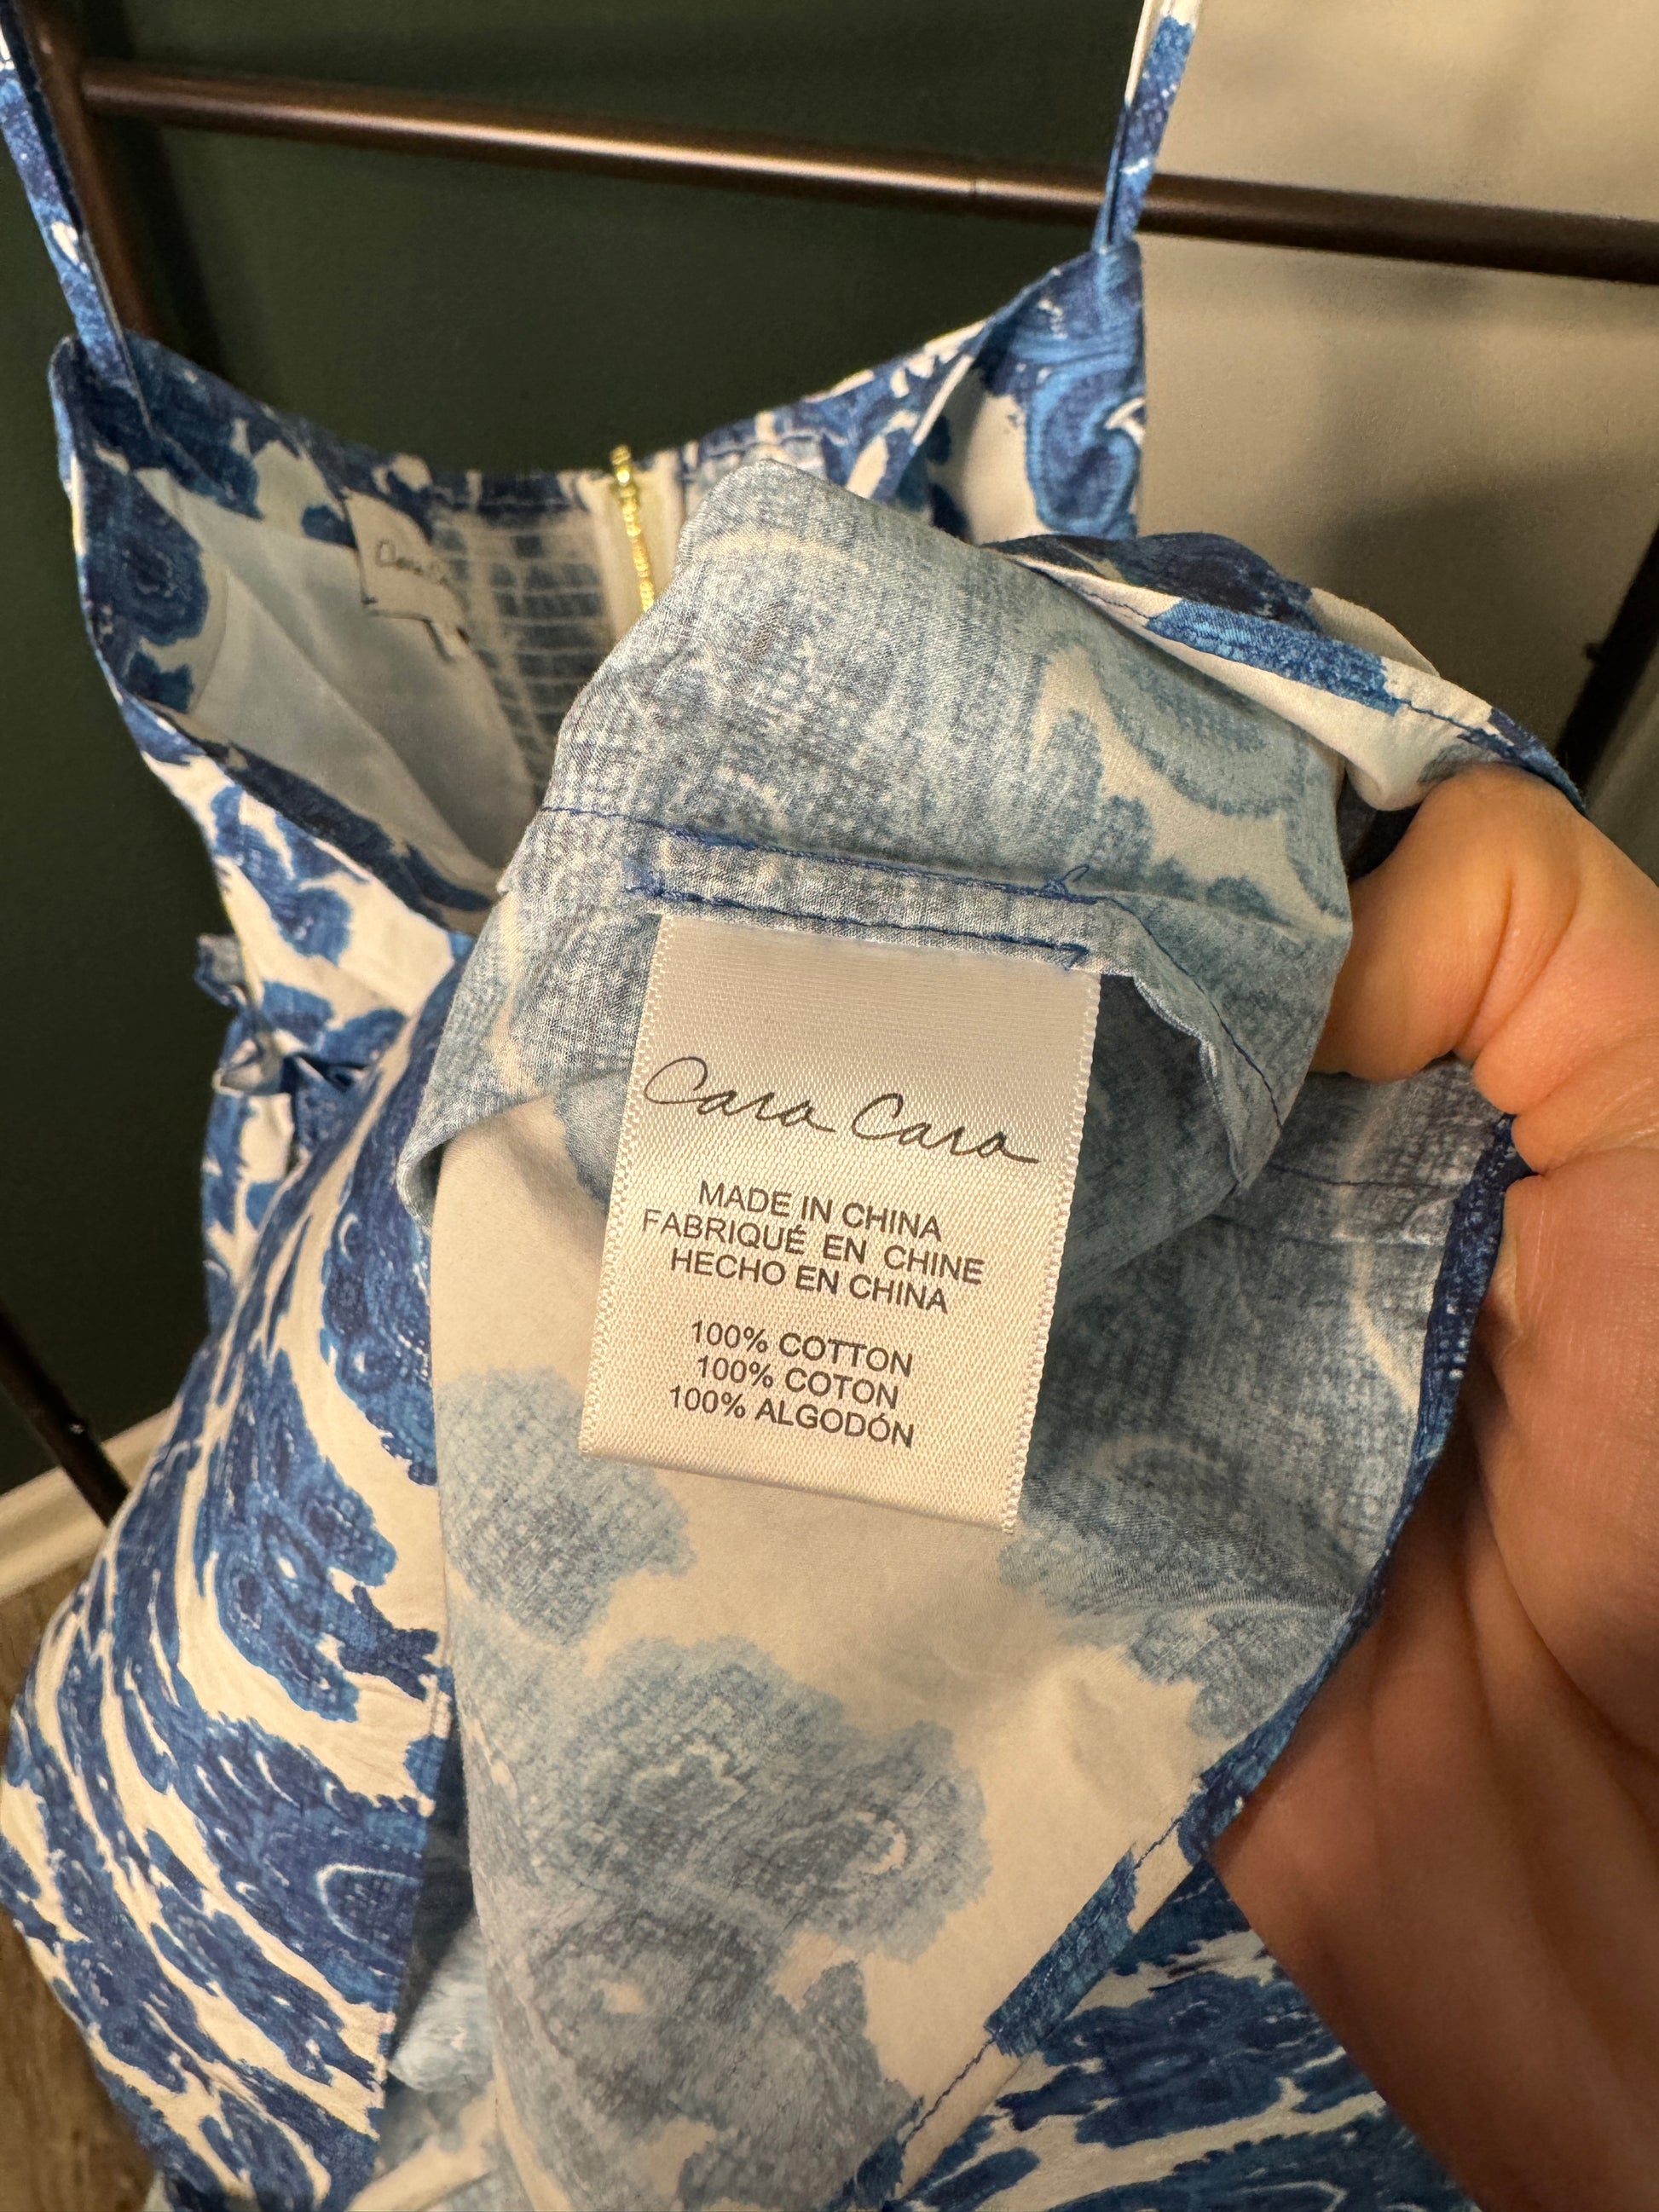 Cara Cara
MADE IN CHINA
FABRIQUÉ EN CHINE
HECHO EN CHINA
100% COTTON
100% COTON
100% ALGODÓN